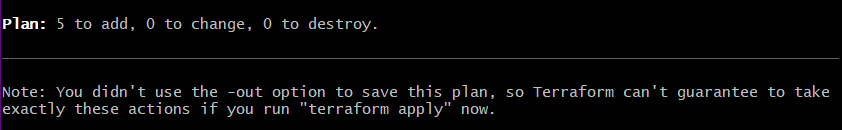 Plan: 5 to add, 0 to change, 0 to destroy.
Note: You didn't use the -out option to save this plan, so Terraform can't guarantee to take
exactly these actions if you run "terraform apply" now.